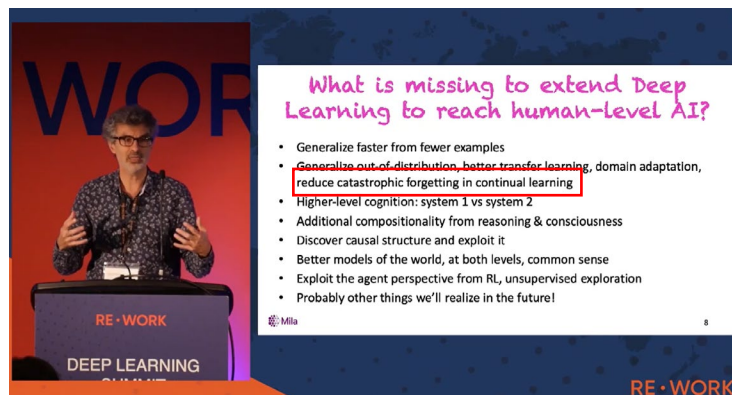 WOR
RE•WORK
DEEP LEARNING
SUMMIT
What is missing to extend Deep
Learning to reach human-level AI?
• Generalize faster from fewer examples
• Generalize out-of-distribution, better transfer learning, domain adaptation,
reduce catastrophic forgetting in continual learning
• Higher-level cognition: system 1 vs system 2
• Additional compositionality from reasoning & consciousness
• Discover causal structure and exploit it
• Better models of the world, at both levels, common sense
• Exploit the agent perspective from RL, unsupervised exploration
• Probably other things we'll realize in the future!
Mila
8
RE•WORK